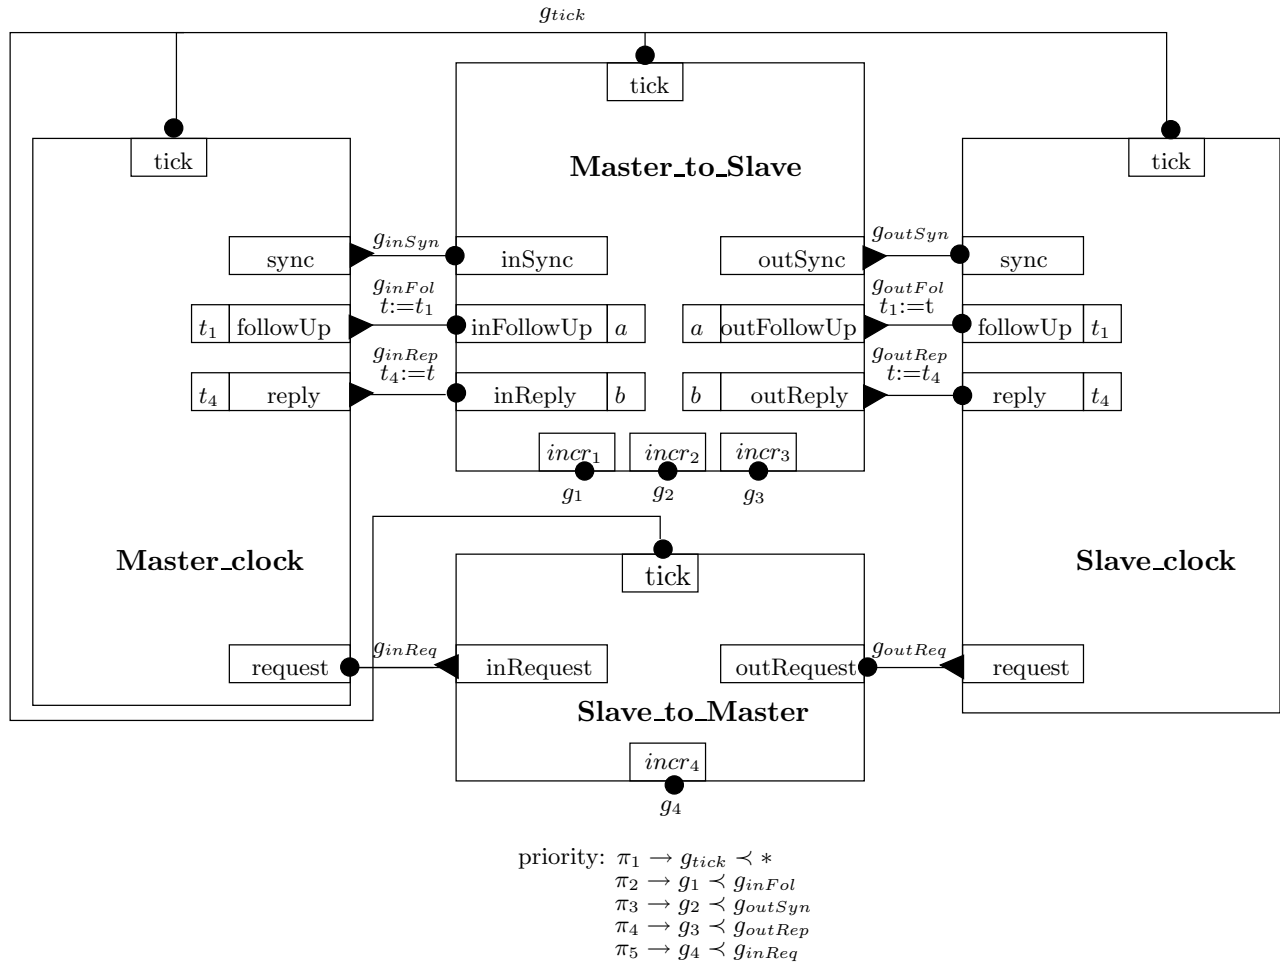 g_tick
tick
tick
tick
Master_to_Slave
g_inSyn
g_outSyn
sync inSync outSync sync
g_inFol
t:=t_1
g_outFol
t_1:=t
t_1 followUp inFollowUp a a outFollowUp followUp t_1
g_inRep
t_4:=t
g_outRep
t:=t_4
t_4 reply inReply b b outReply reply t_4
incr_1 incr_2 incr_3
g_1 g_2 g_3
Master_clock
Slave_clock
tick
g_inReq
g_outReq
request inRequest outRequest request
Slave_to_Master
incr_4
g_4
priority: π_1 → g_tick ≺ *
π_2 → g_1 ≺ g_inFol
π_3 → g_2 ≺ g_outSyn
π_4 → g_3 ≺ g_outRep
π_5 → g_4 ≺ g_inReq